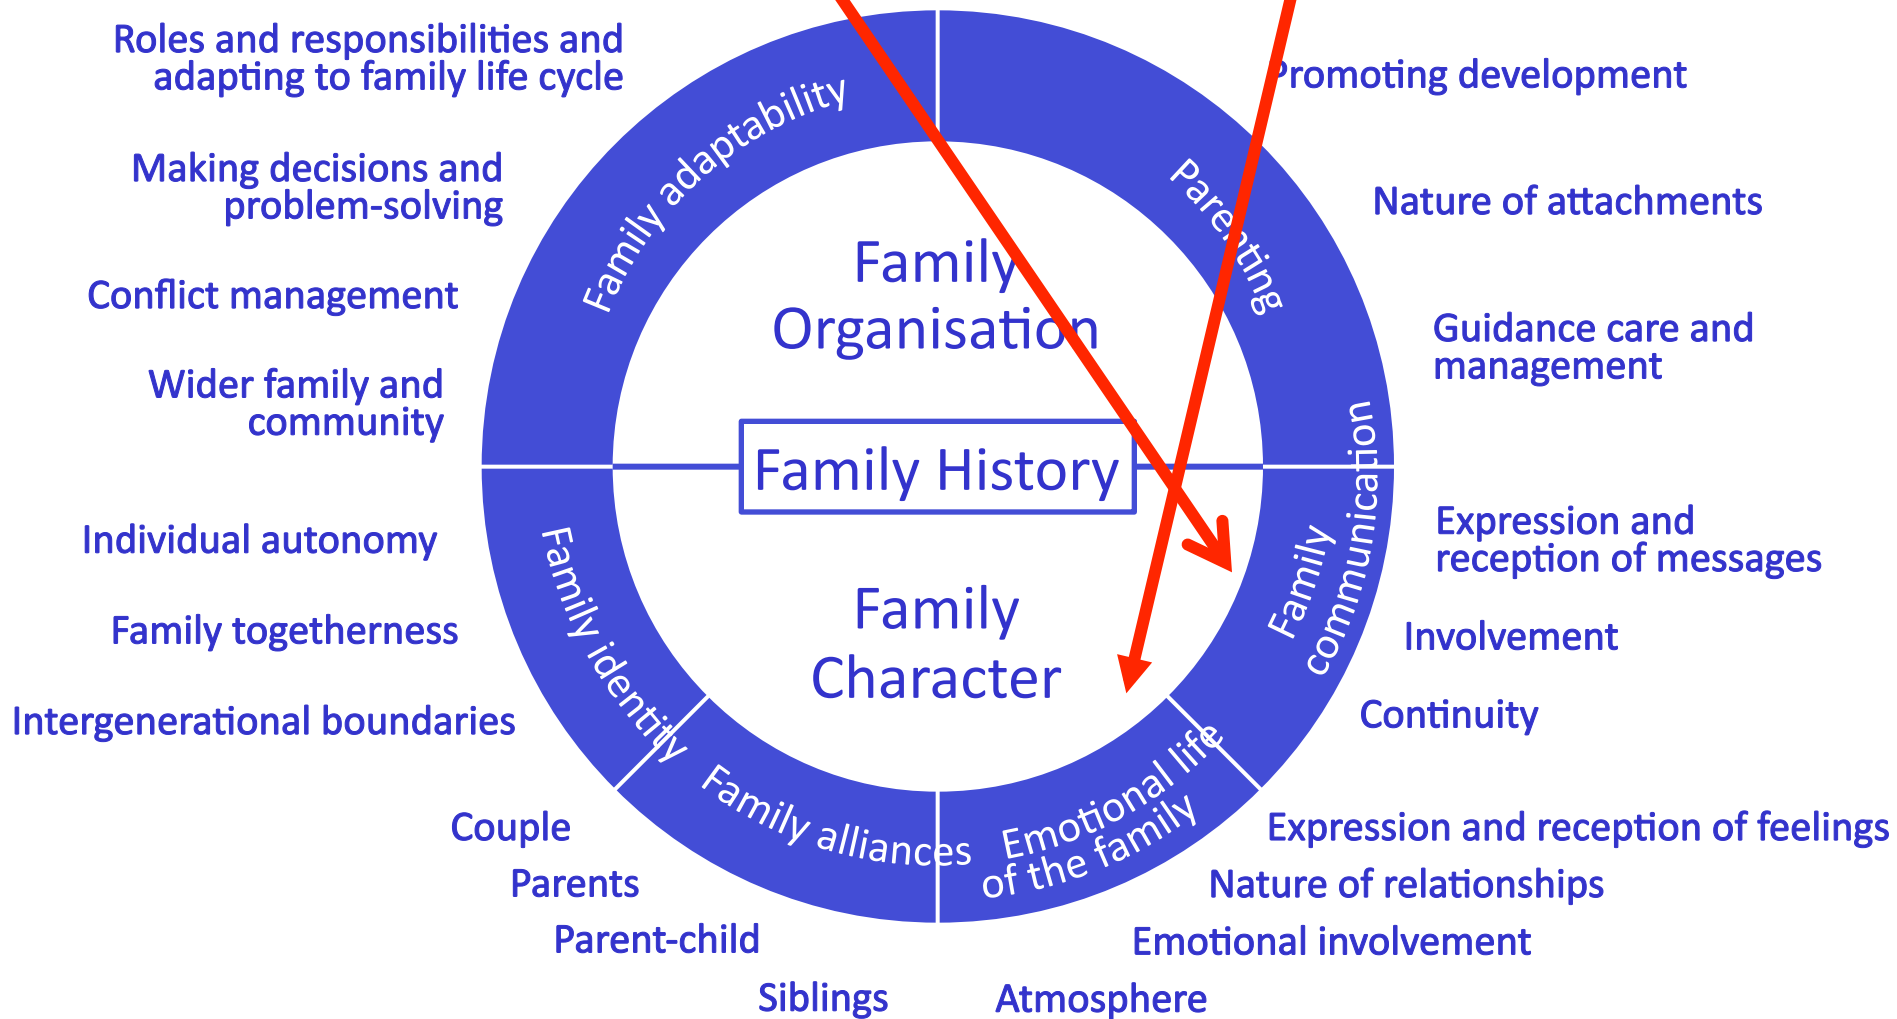 Roles and responsibilities and
adapting to family life cycle
Making decisions and
problem-solving
Conflict management
Wider family and
community
Individual autonomy
Family togetherness
Intergenerational boundaries
Couple
Parents
Parent-child
Siblings
Family adaptability
Parenting
Family
communication
Emotional life
of the family
Family alliances
Family identity
Family
Organisation
Family History
Family
Character
Promoting development
Nature of attachments
Guidance care and
management
Expression and
reception of messages
Involvement
Continuity
Expression and reception of feelings
Nature of relationships
Emotional involvement
Atmosphere